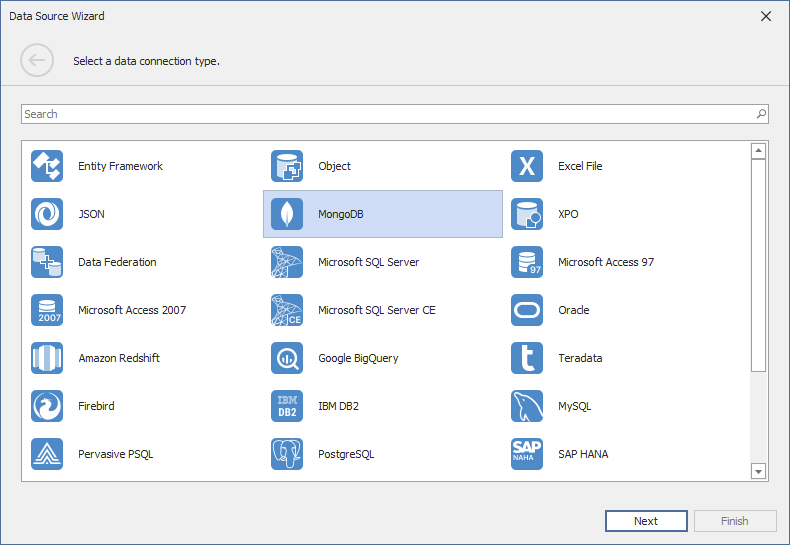 Data Source Wizard
Select a data connection type.
Search
Entity Framework
Object
X
Excel File
JSON
MongoDB
XPO
Data Federation
Microsoft SQL Server
97
Microsoft Access 97
2007
Microsoft Access 2007
CE
Microsoft SQL Server CE
Oracle
Amazon Redshift
Google BigQuery
t
Teradata
Firebird
IBM
DB2
IBM DB2
MySQL
Pervasive PSQL
PostgreSQL
SAP
NAHA
SAP HANA
Next
Finish